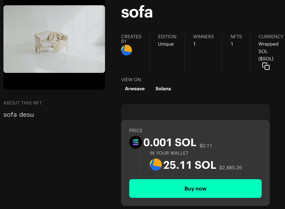 sofa
CREATED BY
EDITION
Unique
WINNERS
1
NFTS
1
CURRENCY
Wrapped SOL ($SOL)
VIEW ON
Arweave Solana
ABOUT THIS NFT
sofa desu
PRICE
0.001 SOL $0.11
IN YOUR WALLET
25.11 SOL $2,885.26
Buy now